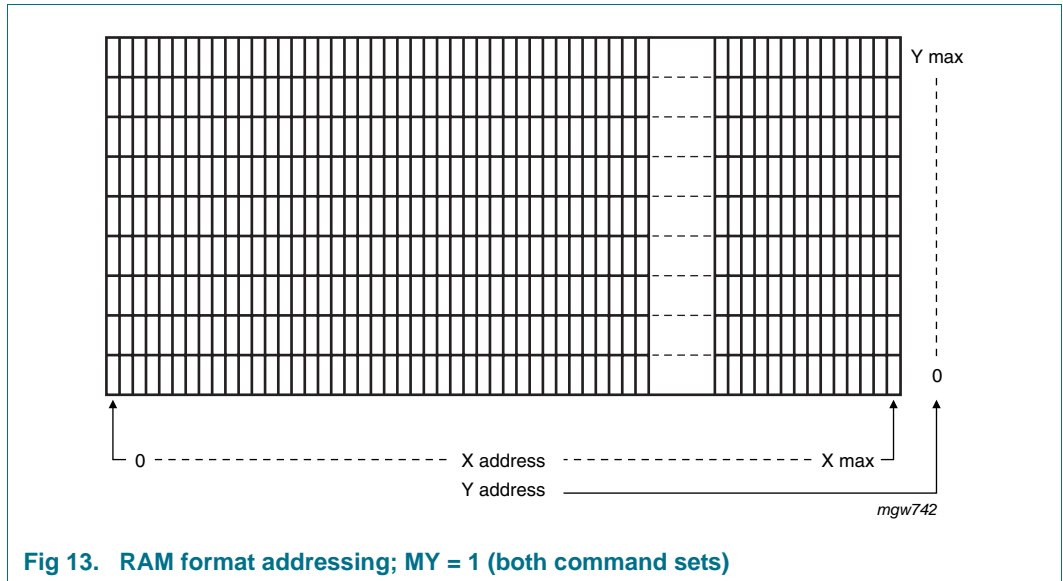 Y max
0
0 X address X max
Y address
mgw742
Fig 13. RAM format addressing; MY = 1 (both command sets)